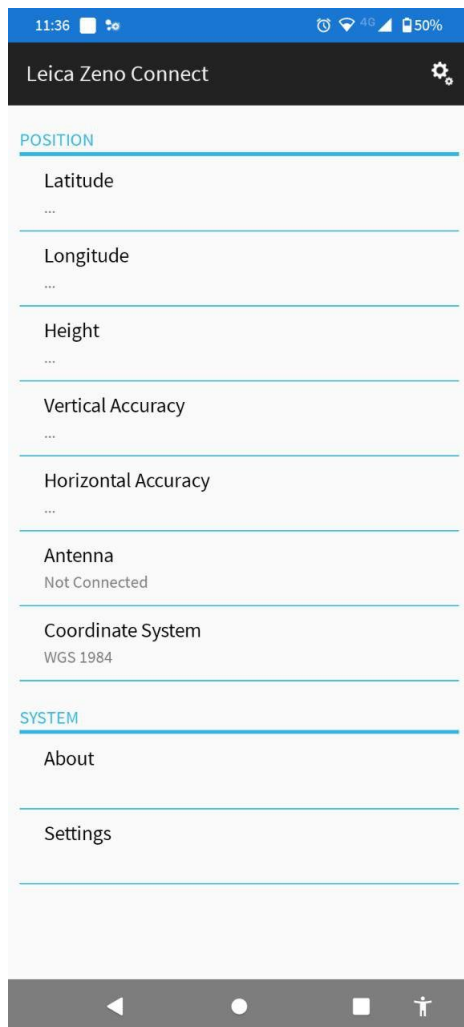 11:36 4G 50%
Leica Zeno Connect
POSITION
Latitude
...
Longitude
...
Height
...
Vertical Accuracy
...
Horizontal Accuracy
...
Antenna
Not Connected
Coordinate System
WGS 1984
SYSTEM
About
Settings